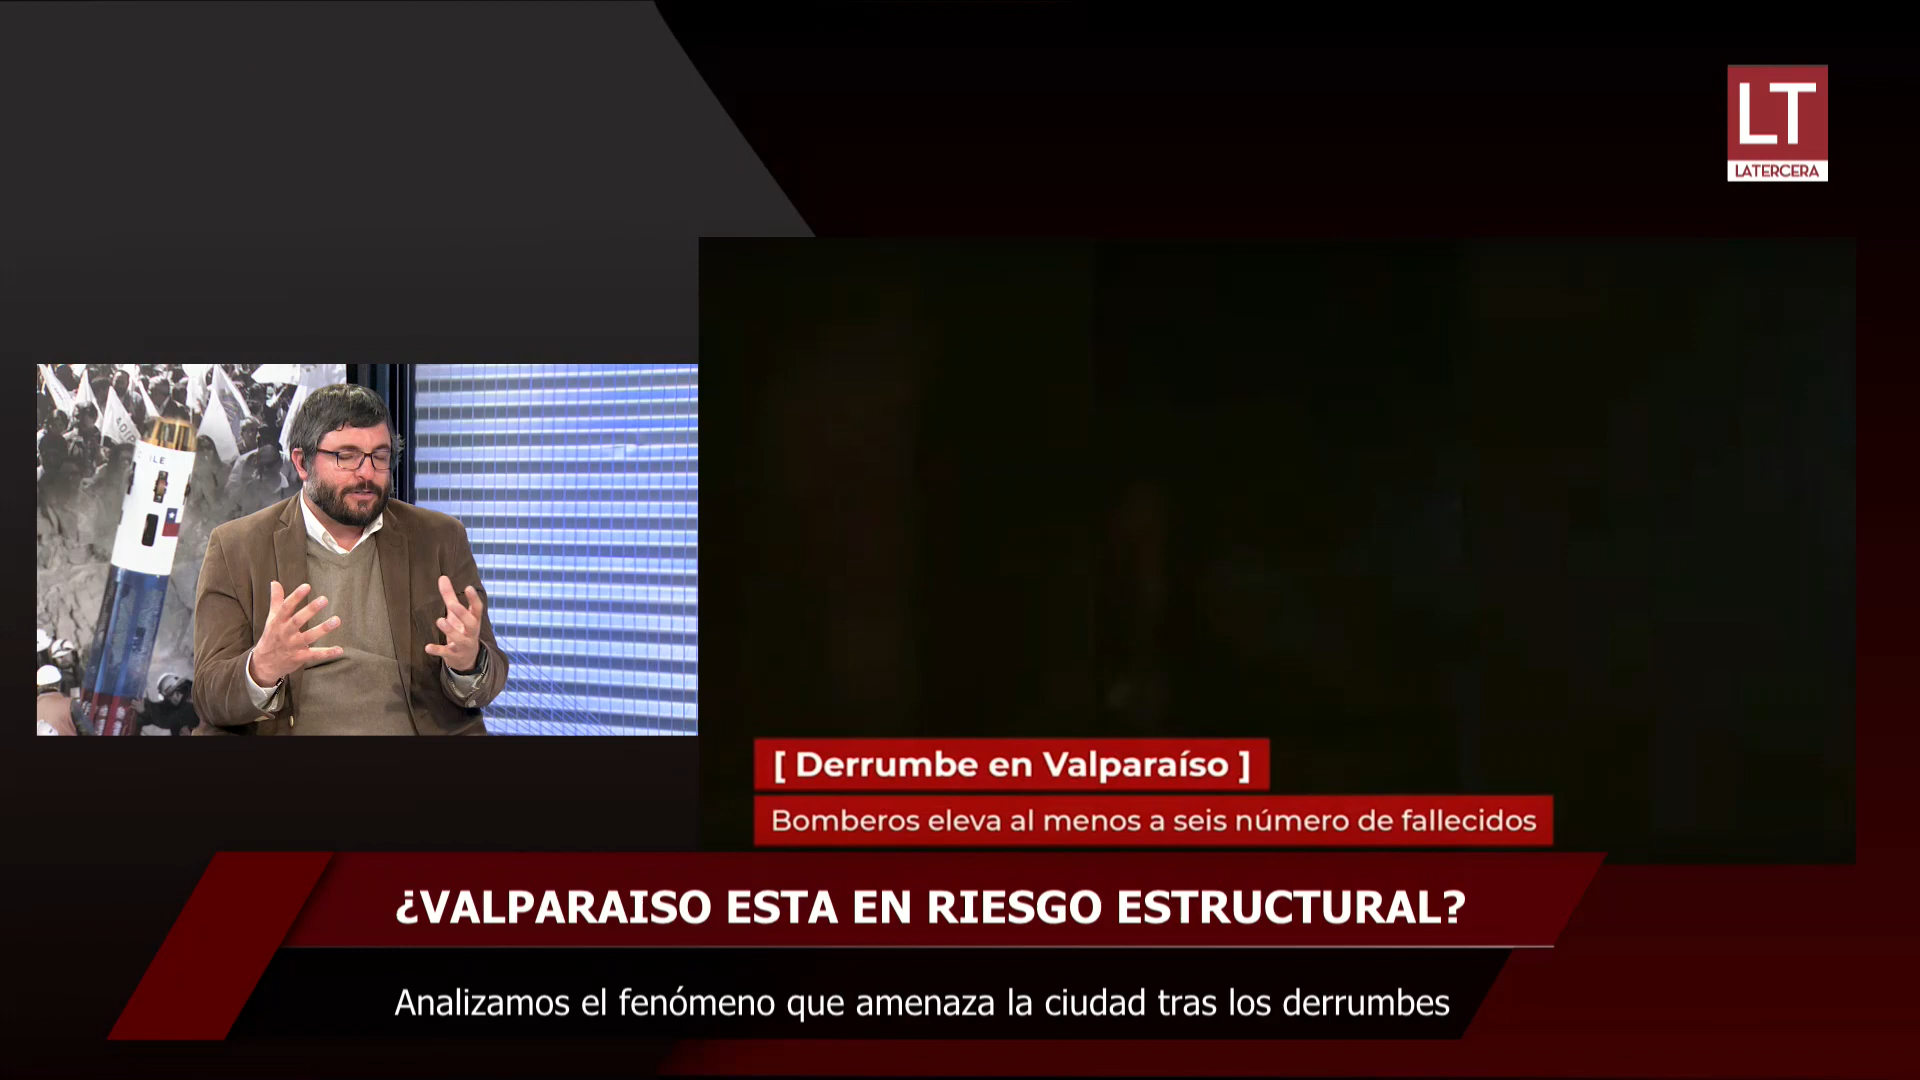 LT
LATERCERA
[ Derrumbe en Valparaíso ]
Bomberos eleva al menos a seis número de fallecidos
¿VALPARAISO ESTA EN RIESGO ESTRUCTURAL?
Analizamos el fenómeno que amenaza la ciudad tras los derrumbes